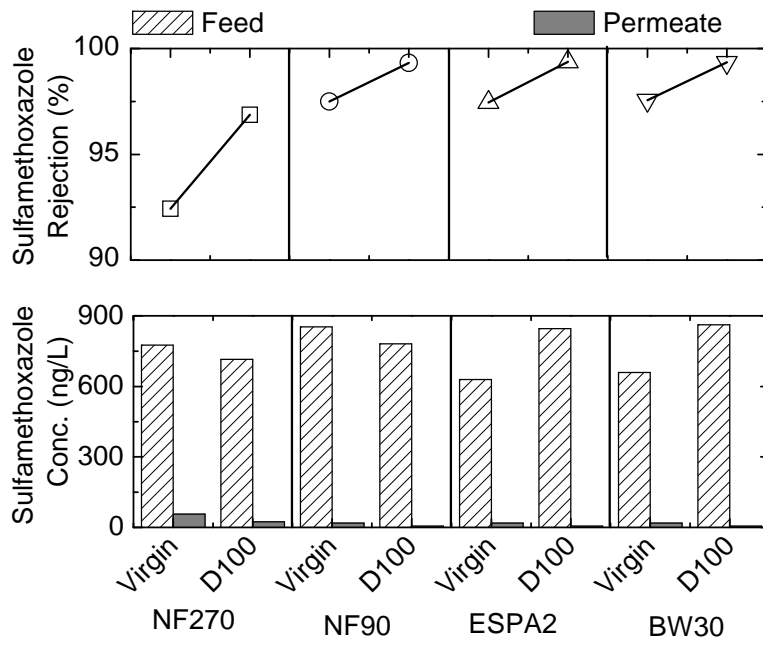 Feed Permeate
Sulfamethoxazole
Rejection (%)
100
95
90
Sulfamethoxazole
Conc. (ng/L)
900
600
300
0
Virgin D100 Virgin D100 Virgin D100 Virgin D100
NF270 NF90 ESPA2 BW30